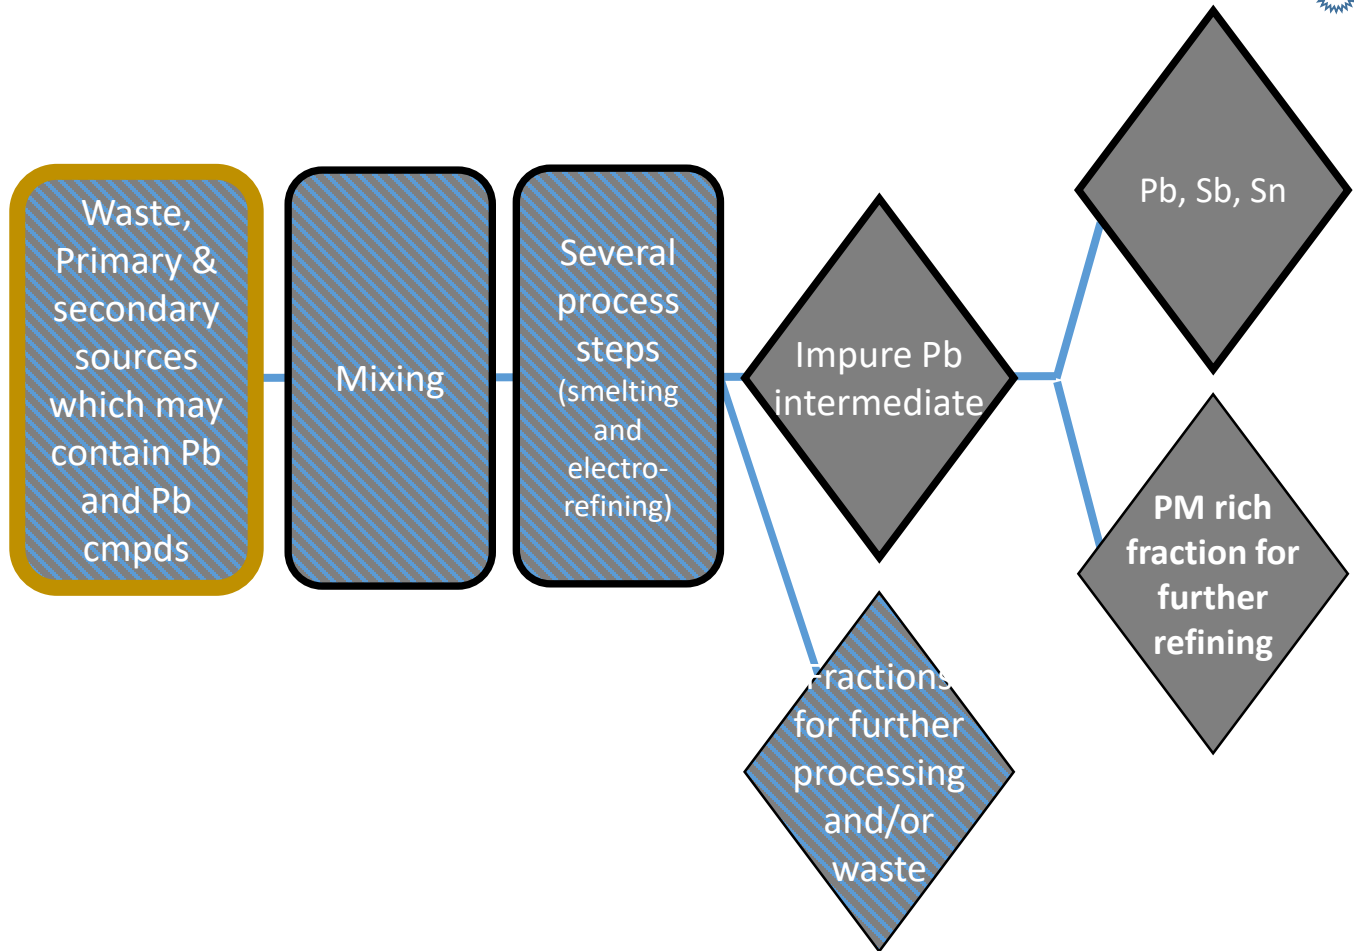 Waste,
Primary &
secondary
sources
which may
contain Pb
and Pb
cmpds
Mixing
Several
process
steps
(smelting
and
electro-
refining)
Impure Pb
intermediate
Fractions
for further
processing
and/or
waste
Pb, Sb, Sn
PM rich
fraction for
further
refining